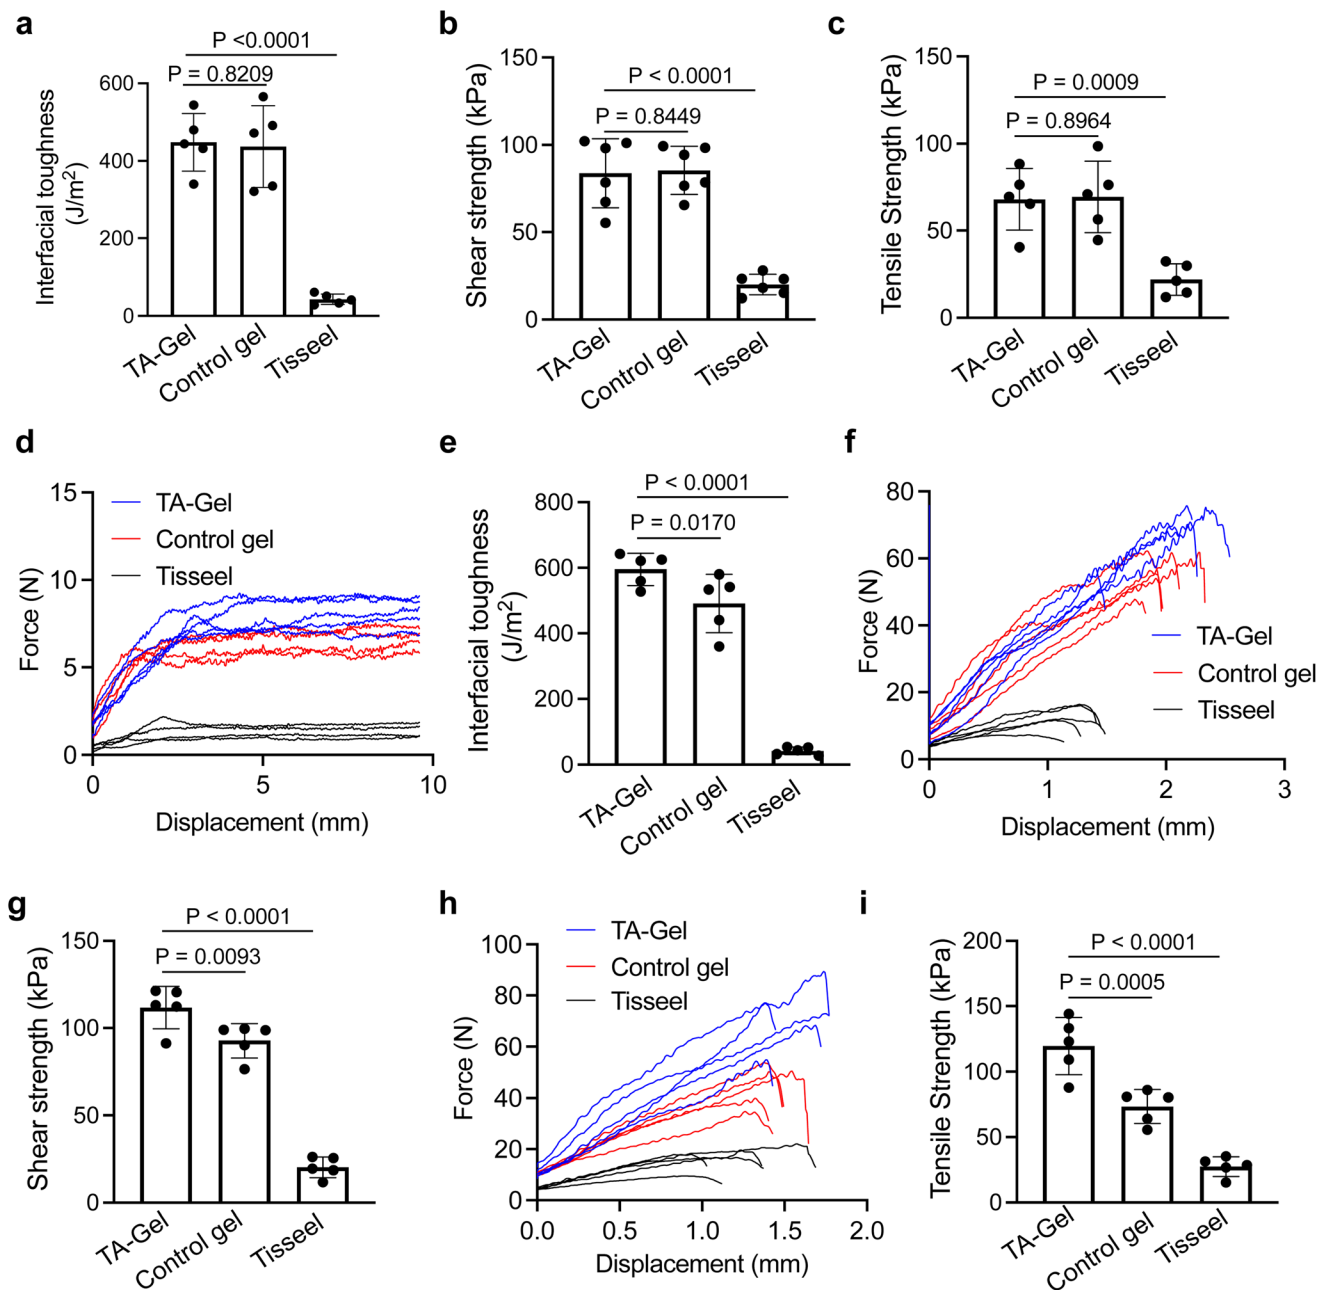 a
P <0.0001
P = 0.8209
Interfacial toughness
(J/m²)
600
400
200
0
TA-Gel
Control gel
Tisseel
b
P < 0.0001
P = 0.8449
Shear strength (kPa)
150
100
50
0
TA-Gel
Control gel
Tisseel
c
P = 0.0009
P = 0.8964
Tensile Strength (kPa)
150
100
50
0
TA-Gel
Control gel
Tisseel
d
TA-Gel
Control gel
Tisseel
Force (N)
15
10
5
0
0
5
10
Displacement (mm)
e
P < 0.0001
P = 0.0170
Interfacial toughness
(J/m²)
800
600
400
200
0
TA-Gel
Control gel
Tisseel
f
Force (N)
80
60
40
20
0
TA-Gel
Control gel
Tisseel
0
1
2
3
Displacement (mm)
g
P < 0.0001
P = 0.0093
Shear strength (kPa)
150
100
50
0
TA-Gel
Control gel
Tisseel
h
TA-Gel
Control gel
Tisseel
Force (N)
100
80
60
40
20
0
0.0
0.5
1.0
1.5
2.0
Displacement (mm)
i
P < 0.0001
P = 0.0005
Tensile Strength (kPa)
200
150
100
50
0
TA-Gel
Control gel
Tisseel